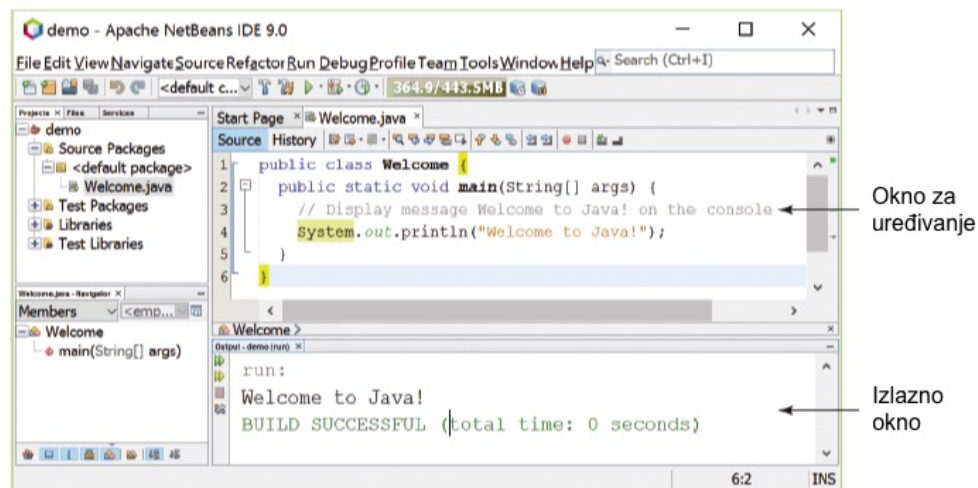 demo - Apache NetBeans IDE 9.0
File Edit View Navigate Source Refactor Run Debug Profile Team Tools Window Help Search (Ctrl+I)
<default c... 364.9/443.5MB
Projects Files Services
demo
Source Packages
<default package>
Welcome.java
Test Packages
Libraries
Test Libraries
Welcome.java - Navigator
Members <emp...
Welcome
main(String[] args)
Start Page Welcome.java
Source History
1 public class Welcome {
2 public static void main(String[] args) {
3 // Display message Welcome to Java! on the console
4 System.out.println("Welcome to Java!");
5 }
6 }
Welcome >
Output - demo (run)
run:
Welcome to Java!
BUILD SUCCESSFUL (total time: 0 seconds)
6:2 INS
Okno za
uređivanje
Izlazno
okno